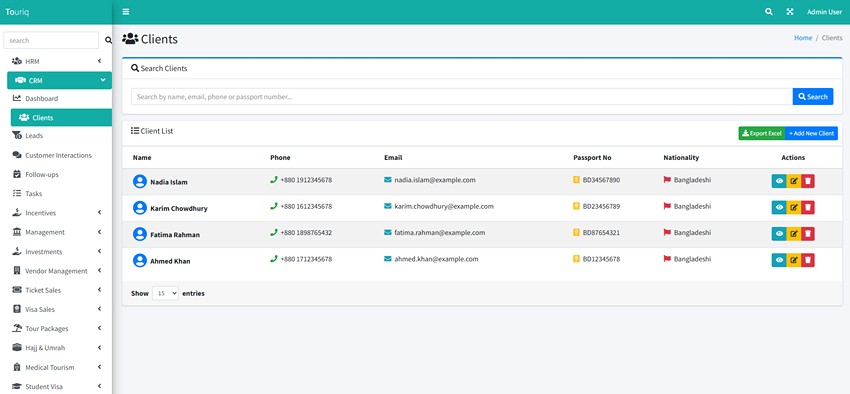 Touriq
Admin User
search
HRM
CRM
Dashboard
Clients
Leads
Customer Interactions
Follow-ups
Tasks
Incentives
Management
Investments
Vendor Management
Ticket Sales
Visa Sales
Tour Packages
Hajj & Umrah
Medical Tourism
Student Visa
Clients
Home / Clients
Search Clients
Search by name, email, phone or passport number...
Search
Client List
Export Excel
+ Add New Client
Name Phone Email Passport No Nationality Actions
Nadia Islam +880 1912345678 nadia.islam@example.com BD34567890 Bangladeshi
Karim Chowdhury +880 1612345678 karim.chowdhury@example.com BD23456789 Bangladeshi
Fatima Rahman +880 1898765432 fatima.rahman@example.com BD87654321 Bangladeshi
Ahmed Khan +880 1712345678 ahmed.khan@example.com BD12345678 Bangladeshi
Show 15 entries